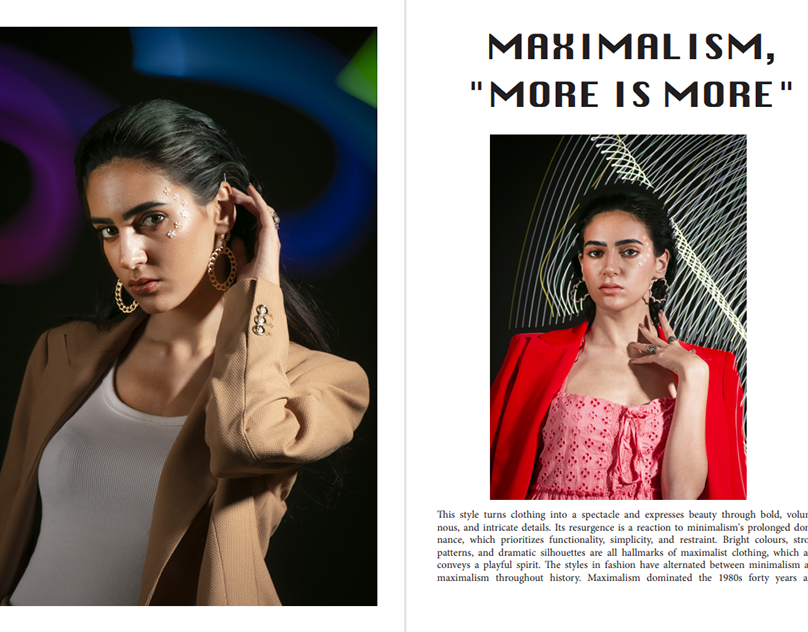 MAXIMALISM,
"MORE IS MORE"
This style turns clothing into a spectacle and expresses beauty through bold,
nous, and intricate details. Its resurgence is a reaction to minimalism's prolonged
nance, which prioritizes functionality, simplicity, and restraint. Bright colours,
patterns, and dramatic silhouettes are all hallmarks of maximalist clothing, which
conveys a playful spirit. The styles in fashion have alternated between minimalism
maximalism throughout history. Maximalism dominated the 1980s forty years